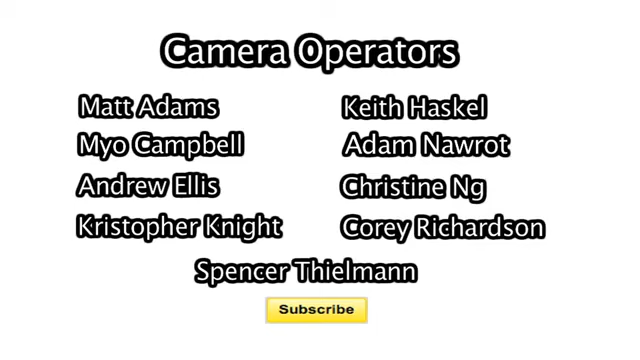 Camera Operators
Matt Adams
Keith Haskel
Myo Campbell
Adam Nawrot
Andrew Ellis
Christine Ng
Kristopher Knight
Corey Richardson
Spencer Thielmann
Subscribe